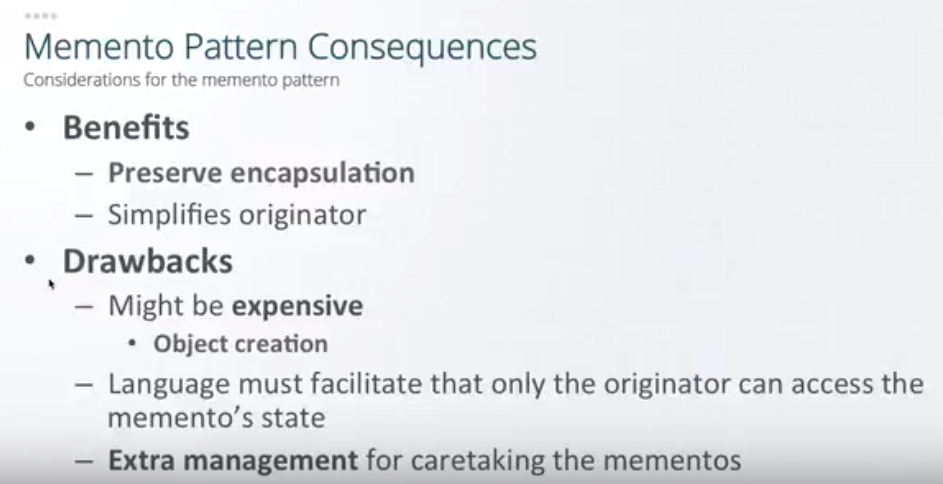 Memento Pattern Consequences
Considerations for the memento pattern
• Benefits
– Preserve encapsulation
– Simplifies originator
• Drawbacks
– Might be expensive
• Object creation
– Language must facilitate that only the originator can access the
memento's state
– Extra management for caretaking the mementos